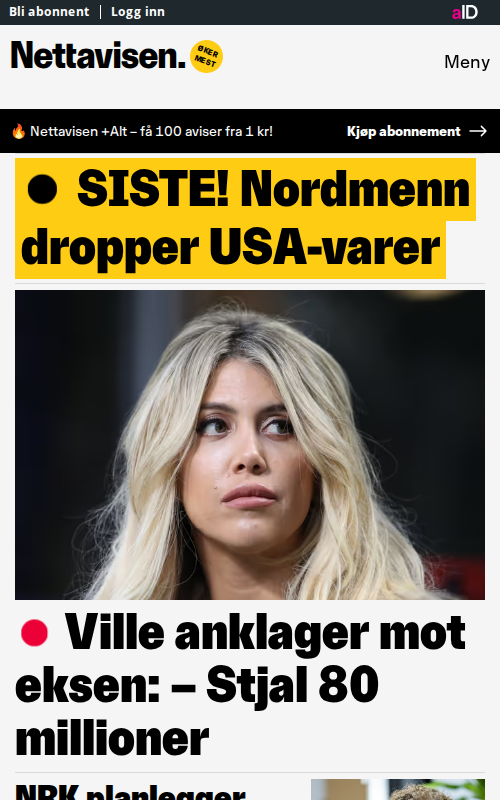 Bli abonnent
Logg inn
aID
Nettavisen.
ØKER
MEST
Meny
🔥 Nettavisen +Alt – få 100 aviser fra 1 kr!
Kjøp abonnement →
● SISTE! Nordmenn
dropper USA-varer
● Ville anklager mot
eksen: – Stjal 80
millioner
NRK planlegger